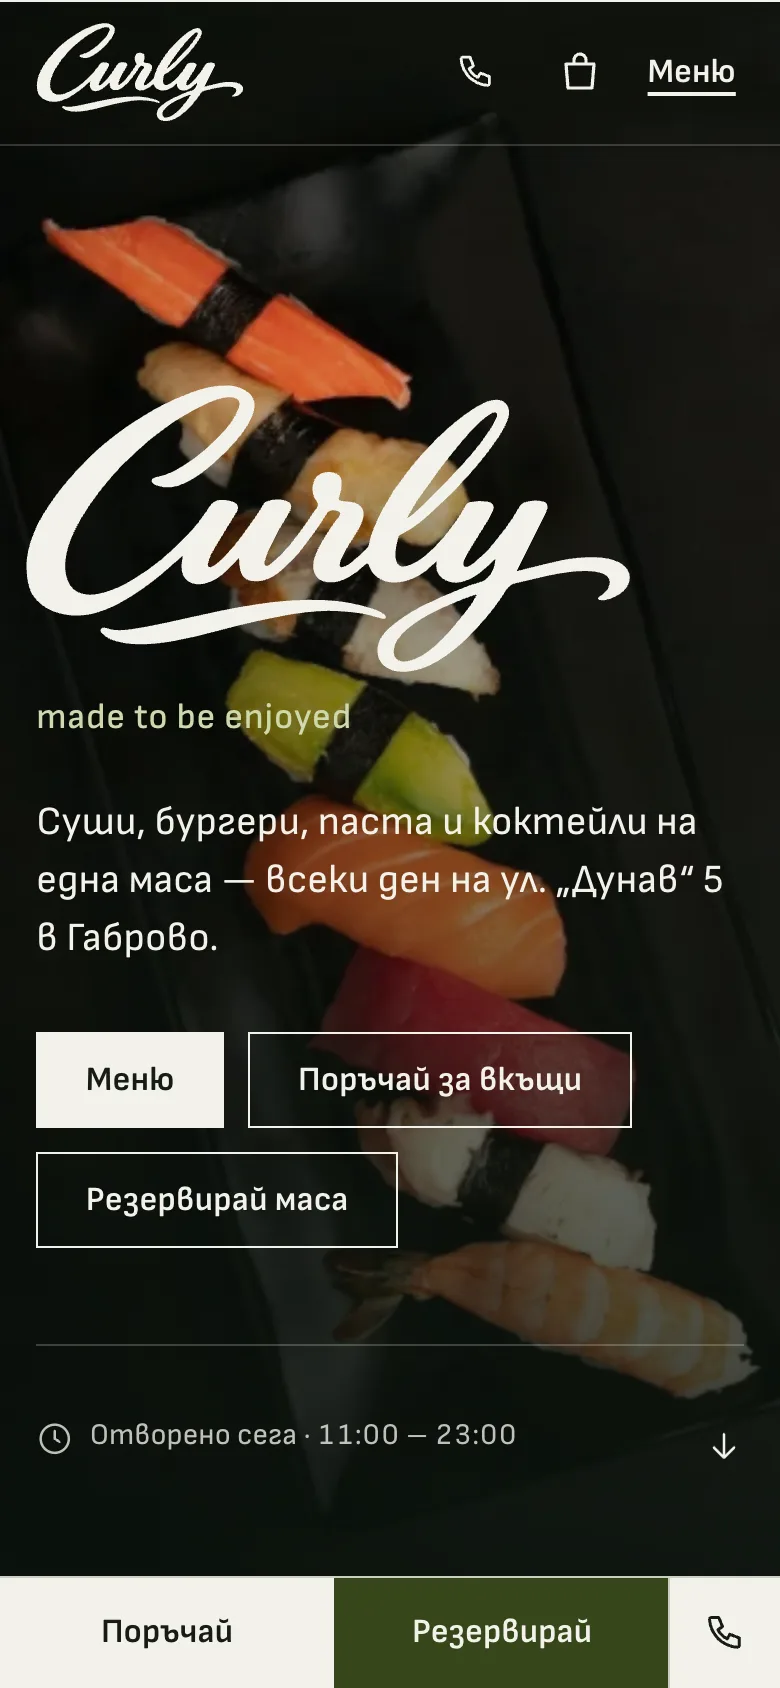 Curly
Меню
Curly
made to be enjoyed
Суши, бургери, паста и коктейли на
една маса — всеки ден на ул. „Дунав“ 5
в Габрово.
Меню
Поръчай за вкъщи
Резервирай маса
Отворено сега · 11:00 – 23:00
Поръчай
Резервирай